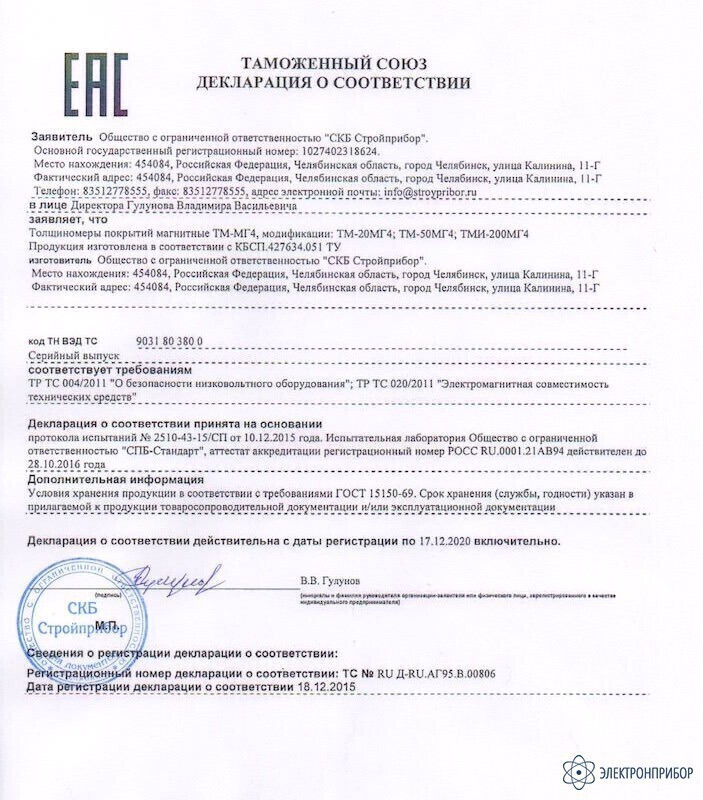 EAC
ТАМОЖЕННЫЙ СОЮЗ
ДЕКЛАРАЦИЯ О СООТВЕТСТВИИ
Заявитель Общество с ограниченной ответственностью "СКБ Стройприбор".
Основной государственный регистрационный номер: 1027402318624.
Место нахождения: 454084, Российская Федерация, Челябинская область, город Челябинск, улица Калинина, 11-Г
Фактический адрес: 454084, Российская Федерация, Челябинская область, город Челябинск, улица Калинина, 11-Г
Телефон: 83512778555, факс: 83512778555, адрес электронной почты: info@stroypribor.ru
в лице Директора Гулунова Владимира Васильевича
заявляет, что
Толщиномеры покрытий магнитные ТМ-МГ4, модификации: ТМ-20МГ4; ТМ-50МГ4; ТМИ-200МГ4
Продукция изготовлена в соответствии с КБСП.427634.051 ТУ
изготовитель Общество с ограниченной ответственностью "СКБ Стройприбор".
Место нахождения: 454084, Российская Федерация, Челябинская область, город Челябинск, улица Калинина, 11-Г
Фактический адрес: 454084, Российская Федерация, Челябинская область, город Челябинск, улица Калинина, 11-Г
код ТН ВЭД ТС 9031 80 380 0
Серийный выпуск
соответствует требованиям
ТР ТС 004/2011 "О безопасности низковольтного оборудования"; ТР ТС 020/2011 "Электромагнитная совместимость
технических средств"
Декларация о соответствии принята на основании
протокола испытаний № 2510-43-15/СП от 10.12.2015 года. Испытательная лаборатория Общество с ограниченной
ответственностью "СПБ-Стандарт", аттестат аккредитации регистрационный номер РОСС RU.0001.21АВ94 действителен до
28.10.2016 года
Дополнительная информация
Условия хранения продукции в соответствии с требованиями ГОСТ 15150-69. Срок хранения (службы, годности) указан в
прилагаемой к продукции товаросопроводительной документации и/или эксплуатационной документации
Декларация о соответствии действительна с даты регистрации по 17.12.2020 включительно.
В.В. Гулунов
(подпись)
(инициалы и фамилия руководителя организации-заявителя или физического лица, зарегистрированного в качестве
индивидуального предпринимателя)
СКБ
Стройприбор
М.П.
Сведения о регистрации декларации о соответствии:
Регистрационный номер декларации о соответствии: ТС № RU Д-RU.АГ95.В.00806
Дата регистрации декларации о соответствии 18.12.2015
ЭЛЕКТРОНПРИБОР